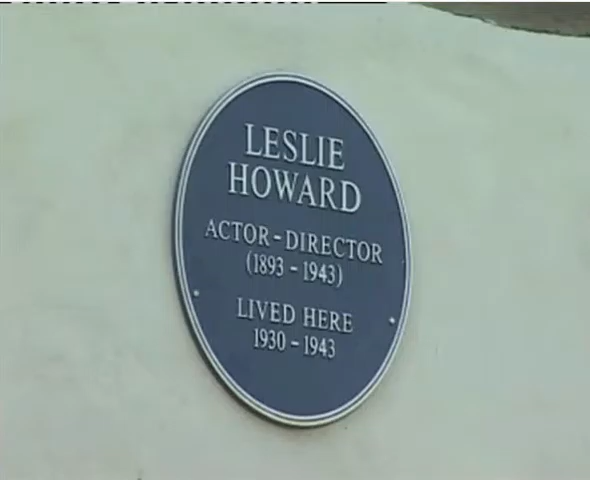 LESLIE
HOWARD
ACTOR-DIRECTOR
(1893 - 1943)
LIVED HERE
1930 - 1943